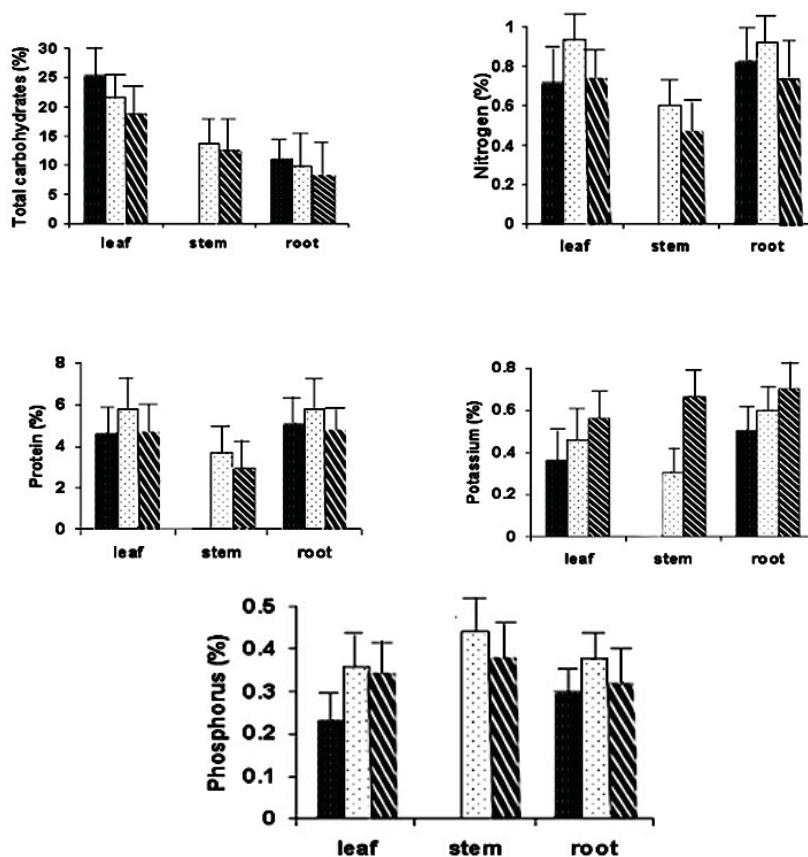 Total carbohydrates (%)
30
25
20
15
10
5
0
leaf stem root
Nitrogen (%)
1
0.8
0.6
0.4
0.2
0
leaf stem root
Protein (%)
8
6
4
2
0
leaf stem root
Potassium (%)
0.8
0.6
0.4
0.2
0
leaf stem root
Phosphorus (%)
0.5
0.4
0.3
0.2
0.1
0
leaf stem root